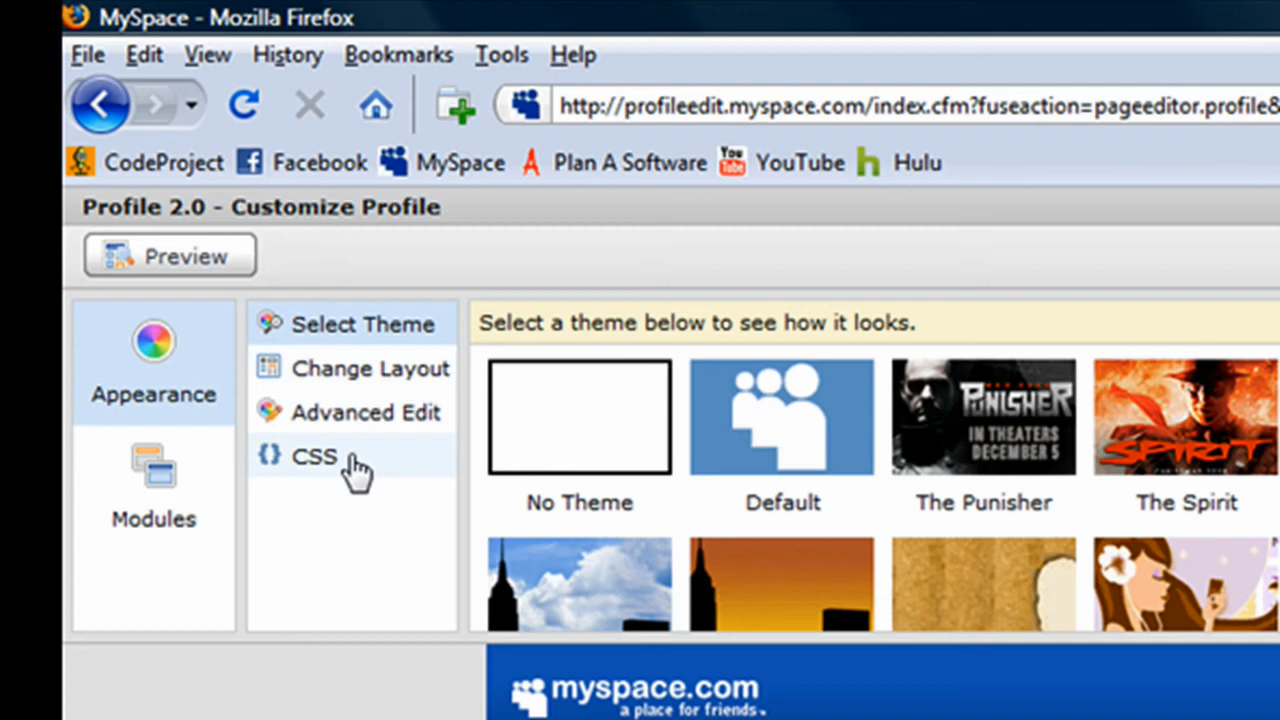 MySpace - Mozilla Firefox
File Edit View History Bookmarks Tools Help
http://profileedit.myspace.com/index.cfm?fuseaction=pageeditor.profile&
CodeProject Facebook MySpace Plan A Software You Tube YouTube h Hulu
Profile 2.0 - Customize Profile
Preview
Appearance
Modules
Select Theme
Change Layout
Advanced Edit
{} CSS
Select a theme below to see how it looks.
PUNISHER
IN THEATERS
DECEMBER 5
SPIRIT
No Theme Default The Punisher The Spirit
myspace.com
a place for friends.